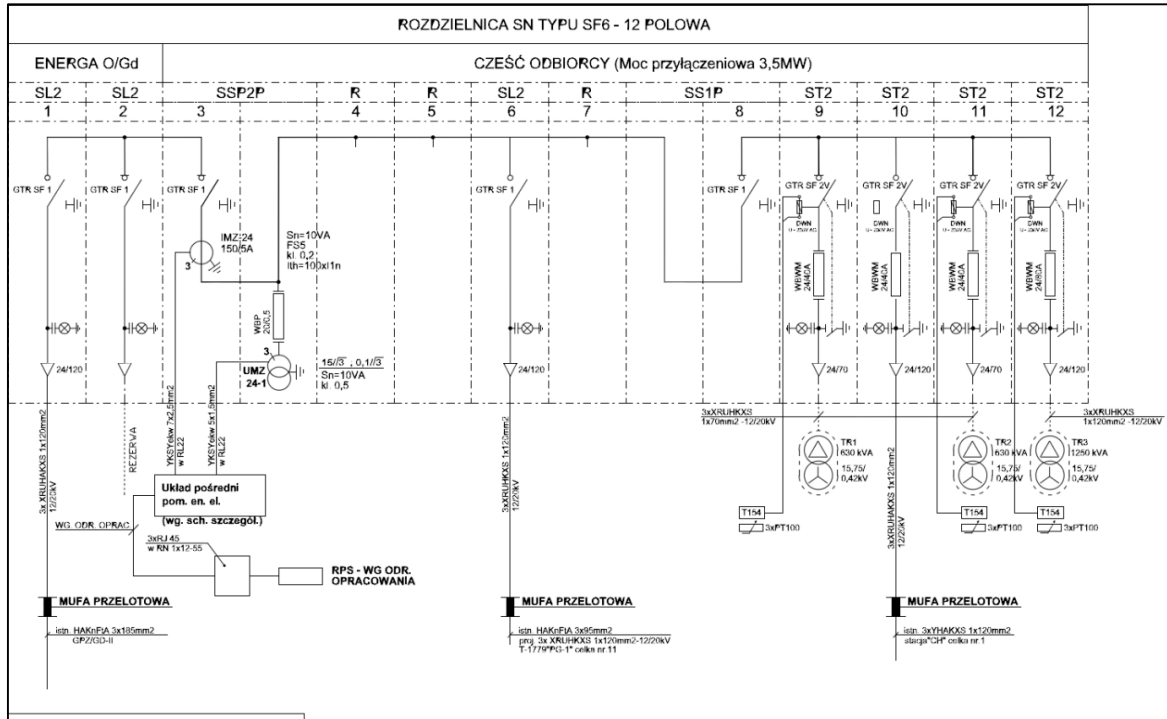 ROZDZIELNICA SN TYPU SF6 - 12 POLOWA
ENERGA O/Gd
CZEŚĆ ODBIORCY (Moc przyłączeniowa 3,5MW)
SL2 SL2 SSP2P R R SL2 R SS1P ST2 ST2 ST2 ST2
1 2 3 4 5 6 7 8 9 10 11 12
GTR SF 1
GTR SF 1
GTR SF 1
GTR SF 1
GTR SF 1
GTR SF 2V
GTR SF 2V
GTR SF 2V
GTR SF 2V
DWN
U~ 230V AC
DWN
U~ 230V AC
DWN
U~ 230V AC
DWN
U~ 230V AC
IMZ-24
150/5A
3
Sn=10VA
FS5
kl. 0,2
Ith=100xI1n
WBP
20/0,5
3
UMZ
24-1
15/√3 , 0,1/√3
Sn=10VA
kl. 0,5
WBWM
24/40A
WBWM
24/40A
WBWM
24/40A
WBWM
24/80A
24/120
24/120
24/70
24/120
24/70
24/120
3x XRUHAKXS 1x120mm2
12/20kV
REZERWA
YKSYekw 7x2,5mm2
w RL22
YKSYekw 5x1,5mm2
w RL22
Układ pośredni
pom. en. el.
(wg. sch. szczegół.)
WG. ODR. OPRAC.
3xRJ 45
w RN 1x12-55
RPS - WG ODR.
OPRACOWANIA
3xXRUHAKXS 1x120mm2
12/20kV
3xXRUHKXS
1x70mm2 -12/20kV
3xXRUHKXS
1x120mm2 -12/20kV
TR1
630 kVA
15,75/
0,42kV
TR2
630 kVA
15,75/
0,42kV
TR3
1250 kVA
15,75/
0,42kV
T154
3xPT100
T154
3xPT100
T154
3xPT100
3xXRUHAKXS 1x120mm2
12/20kV
MUFA PRZELOTOWA
istn. HAKnFtA 3x185mm2
GPZ/GD-II
MUFA PRZELOTOWA
istn. HAKnFtA 3x95mm2
proj. 3x XRUHKXS 1x120mm2-12/20kV
T-1779"PG-1" celka nr.11
MUFA PRZELOTOWA
istn. 3xYHAKXS 1x120mm2
stacja"CH" celka nr.1